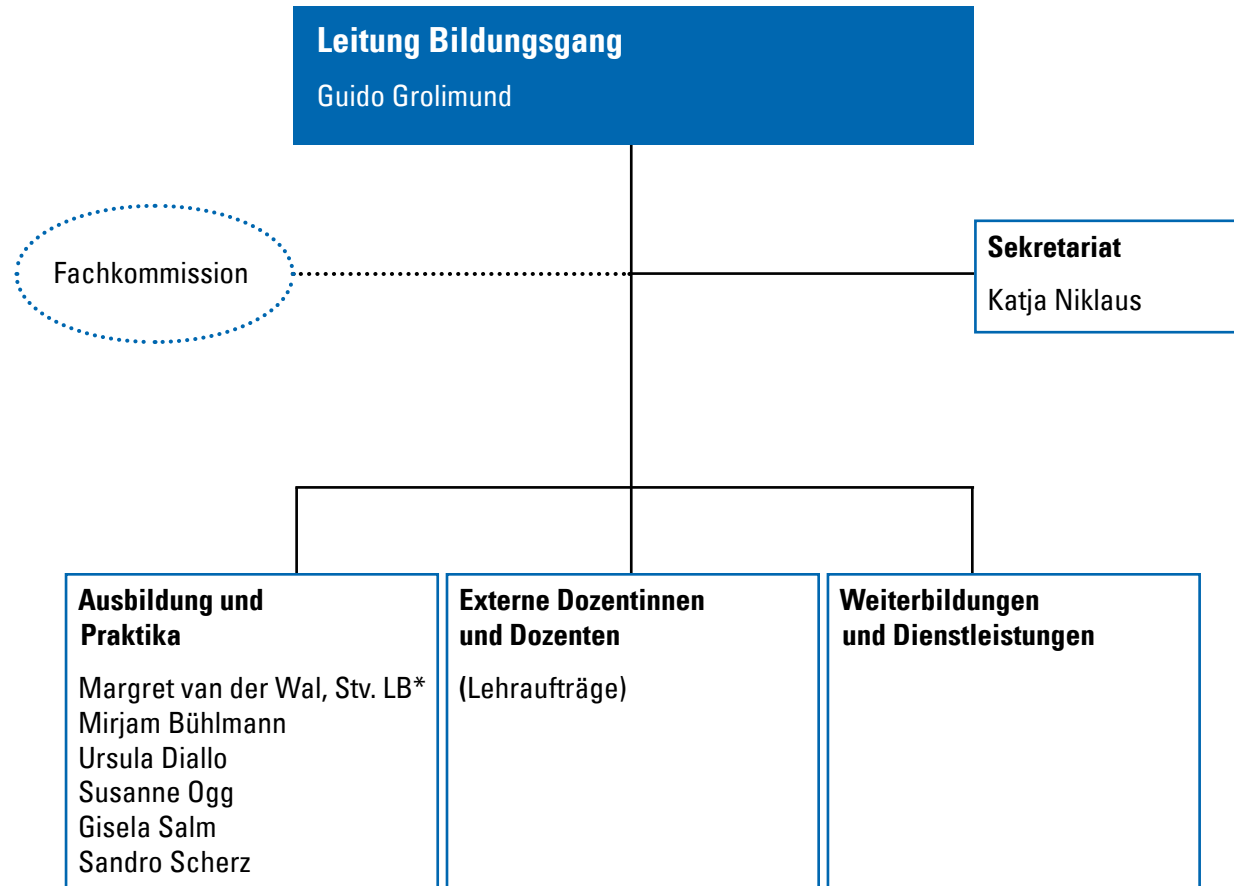 Leitung Bildungsgang
Guido Grolimund
Fachkommission
Sekretariat
Katja Niklaus
Ausbildung und
Praktika
Margret van der Wal, Stv. LB*
Mirjam Bühlmann
Ursula Diallo
Susanne Ogg
Gisela Salm
Sandro Scherz
Externe Dozentinnen
und Dozenten
(Lehraufträge)
Weiterbildungen
und Dienstleistungen